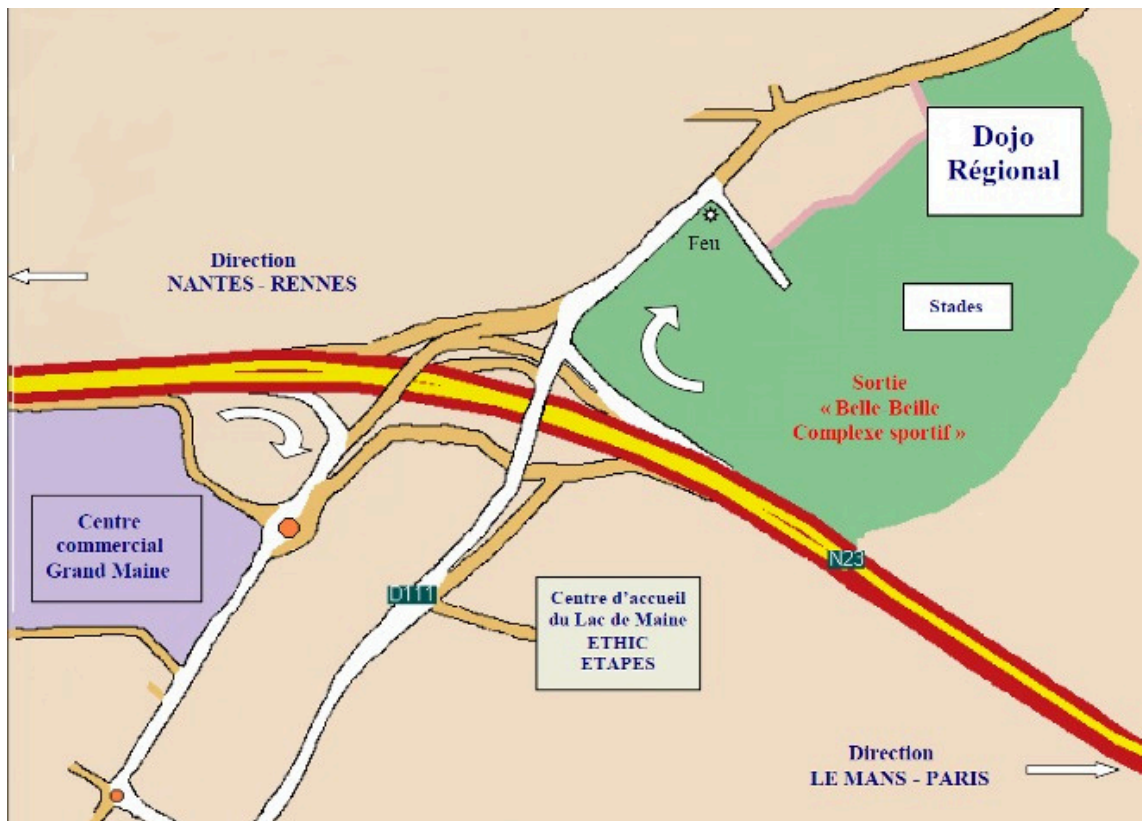 Dojo
Régional
Feu
Direction
NANTES - RENNES
Stades
Sortie
« Belle Beille
Complexe sportif »
Centre
commercial
Grand Maine
N23
D111
Centre d'accueil
du Lac de Maine
ETHIC
ETAPES
Direction
LE MANS - PARIS